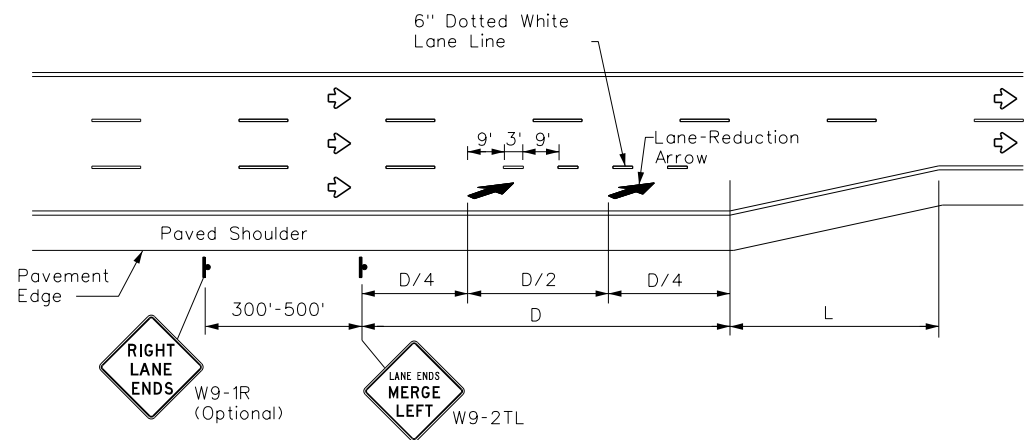 6" Dotted White
Lane Line
9' 3' 9'
Lane-Reduction
Arrow
Paved Shoulder
Pavement
Edge
D/4 D/2 D/4
300'-500' D L
RIGHT
LANE
ENDS
W9-1R
(Optional)
LANE ENDS
MERGE
LEFT
W9-2TL